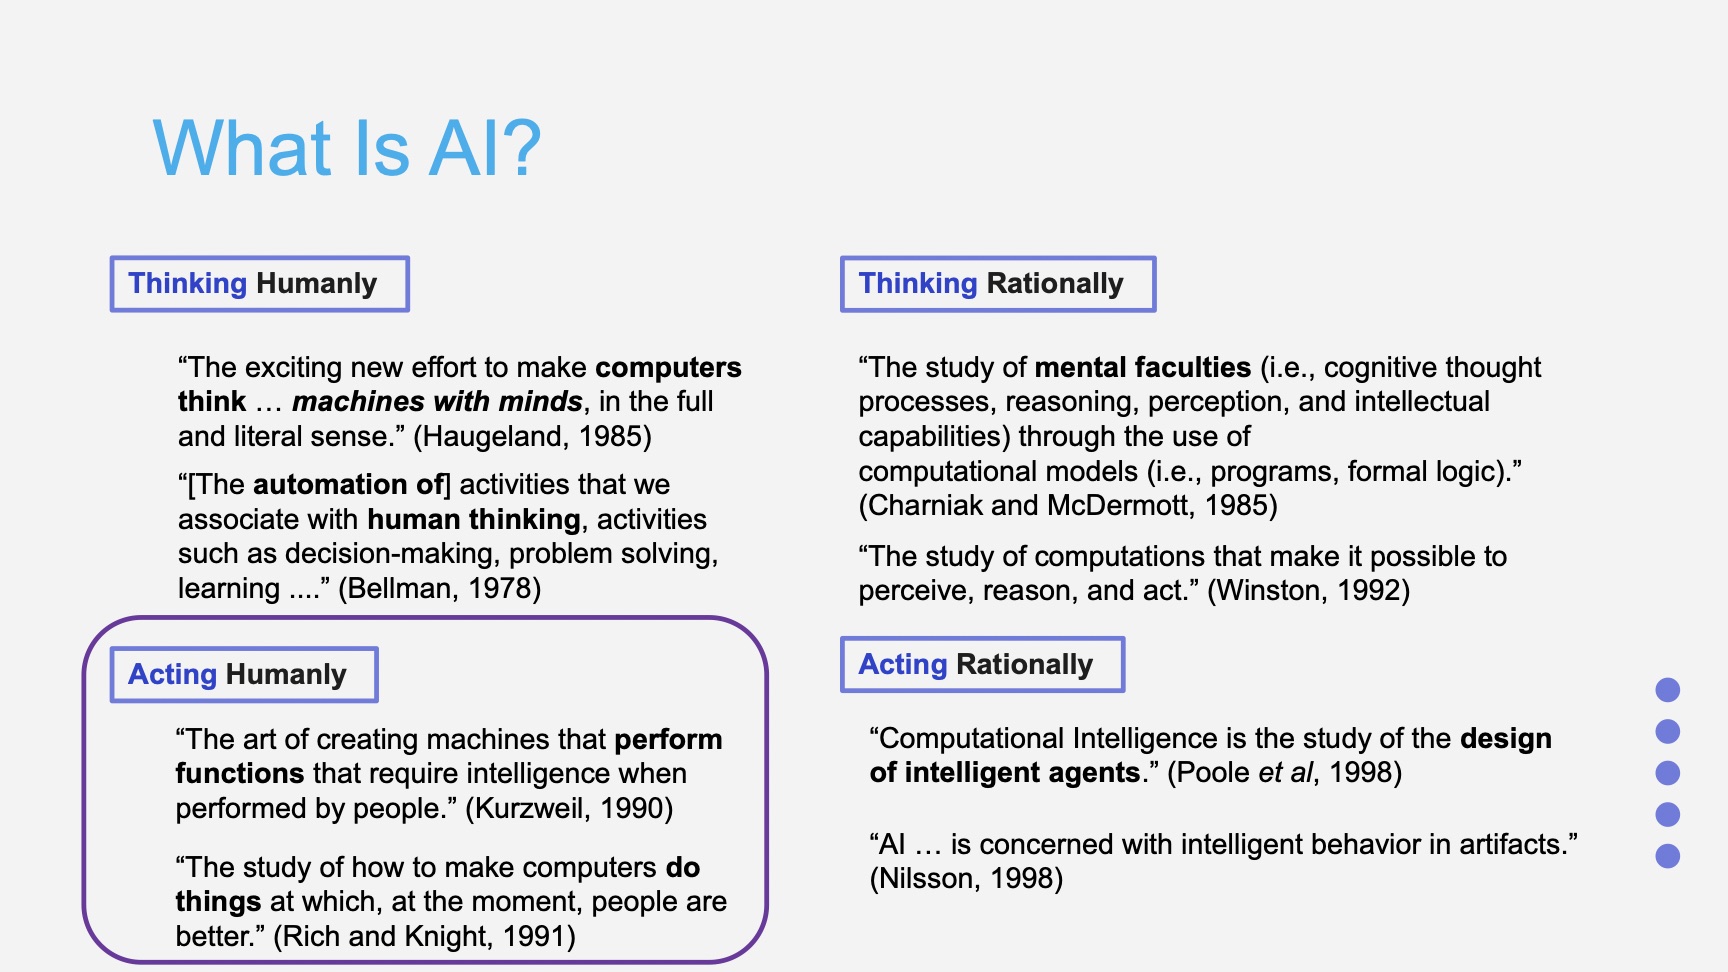 What Is AI?
Thinking Humanly
“The exciting new effort to make computers
think … machines with minds, in the full
and literal sense.” (Haugeland, 1985)
“[The automation of] activities that we
associate with human thinking, activities
such as decision-making, problem solving,
learning ....” (Bellman, 1978)
Thinking Rationally
“The study of mental faculties (i.e., cognitive thought
processes, reasoning, perception, and intellectual
capabilities) through the use of
computational models (i.e., programs, formal logic).”
(Charniak and McDermott, 1985)
“The study of computations that make it possible to
perceive, reason, and act.” (Winston, 1992)
Acting Humanly
“The art of creating machines that perform
functions that require intelligence when
performed by people.” (Kurzweil, 1990)
“The study of how to make computers do
things at which, at the moment, people are
better.” (Rich and Knight, 1991)
Acting Rationally
“Computational Intelligence is the study of the design
of intelligent agents.” (Poole et al, 1998)
“AI … is concerned with intelligent behavior in artifacts.”
(Nilsson, 1998)